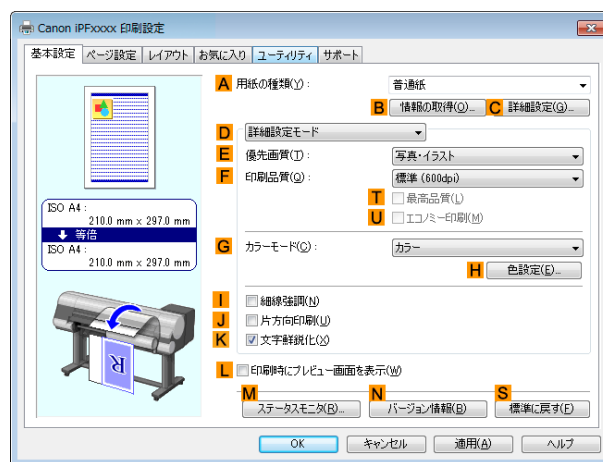 Canon iPFxxxx 印刷設定
基本設定 ページ設定 レイアウト お気に入り ユーティリティ サポート
A 用紙の種類(Y): 普通紙
B 情報の取得(O)... C 詳細設定(G)...
D 詳細設定モード
E 優先画質(T): 写真・イラスト
F 印刷品質(Q): 標準 (600dpi)
T 最高品質(L)
U エコノミー印刷(M)
ISO A4 :
210.0 mm x 297.0 mm
等倍
ISO A4 :
210.0 mm x 297.0 mm
G カラーモード(C): カラー
H 色設定(E)...
I 細線強調(N)
J 片方向印刷(U)
K 文字鮮鋭化(X)
R
L 印刷時にプレビュー画面を表示(W)
M N S
ステータスモニタ(R)... バージョン情報(B) 標準に戻す(F)
OK キャンセル 適用(A) ヘルプ